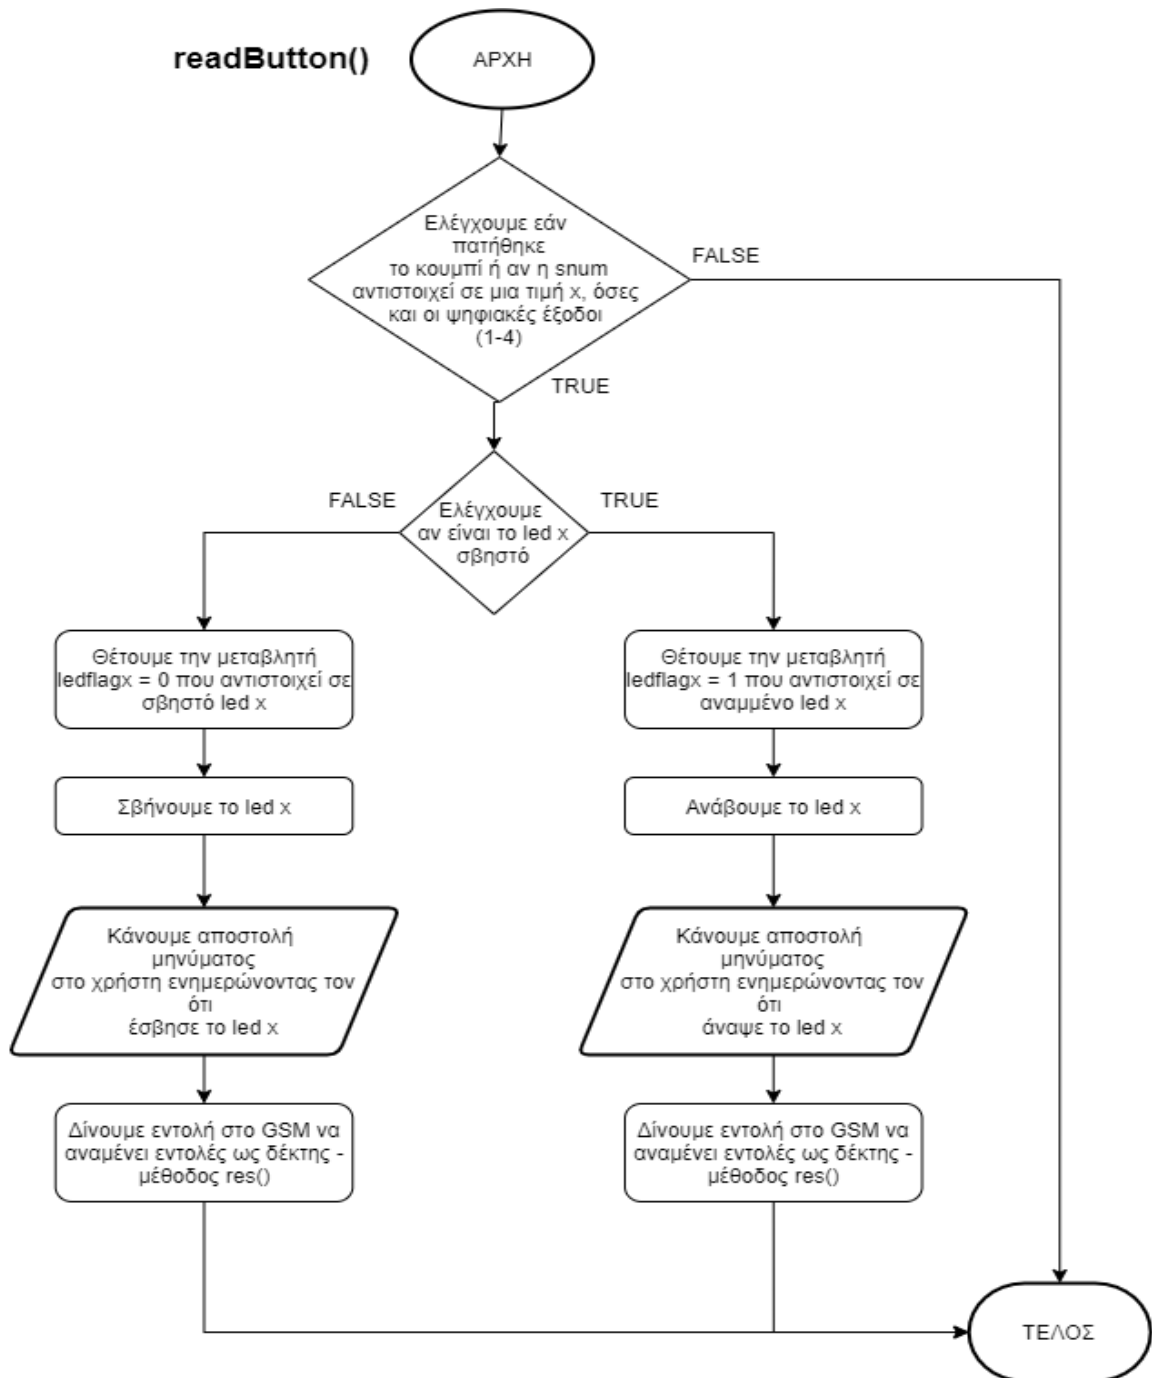 readButton()
ΑΡΧΗ
Ελέγχουμε εάν
πατήθηκε
το κουμπί ή αν η snum
αντιστοιχεί σε μια τιμή x, όσες
και οι ψηφιακές έξοδοι
(1-4)
FALSE
TRUE
FALSE
TRUE
Ελέγχουμε
αν είναι το led x
σβηστό
Θέτουμε την μεταβλητή
ledflagx = 0 που αντιστοιχεί σε
σβηστό led x
Θέτουμε την μεταβλητή
ledflagx = 1 που αντιστοιχεί σε
αναμμένο led x
Σβήνουμε το led x
Ανάβουμε το led x
Κάνουμε αποστολή
μηνύματος
στο χρήστη ενημερώνοντας τον
ότι
έσβησε το led x
Κάνουμε αποστολή
μηνύματος
στο χρήστη ενημερώνοντας τον
ότι
άναψε το led x
Δίνουμε εντολή στο GSM να
αναμένει εντολές ως δέκτης -
μέθοδος res()
Δίνουμε εντολή στο GSM να
αναμένει εντολές ως δέκτης -
μέθοδος res()
ΤΕΛΟΣ